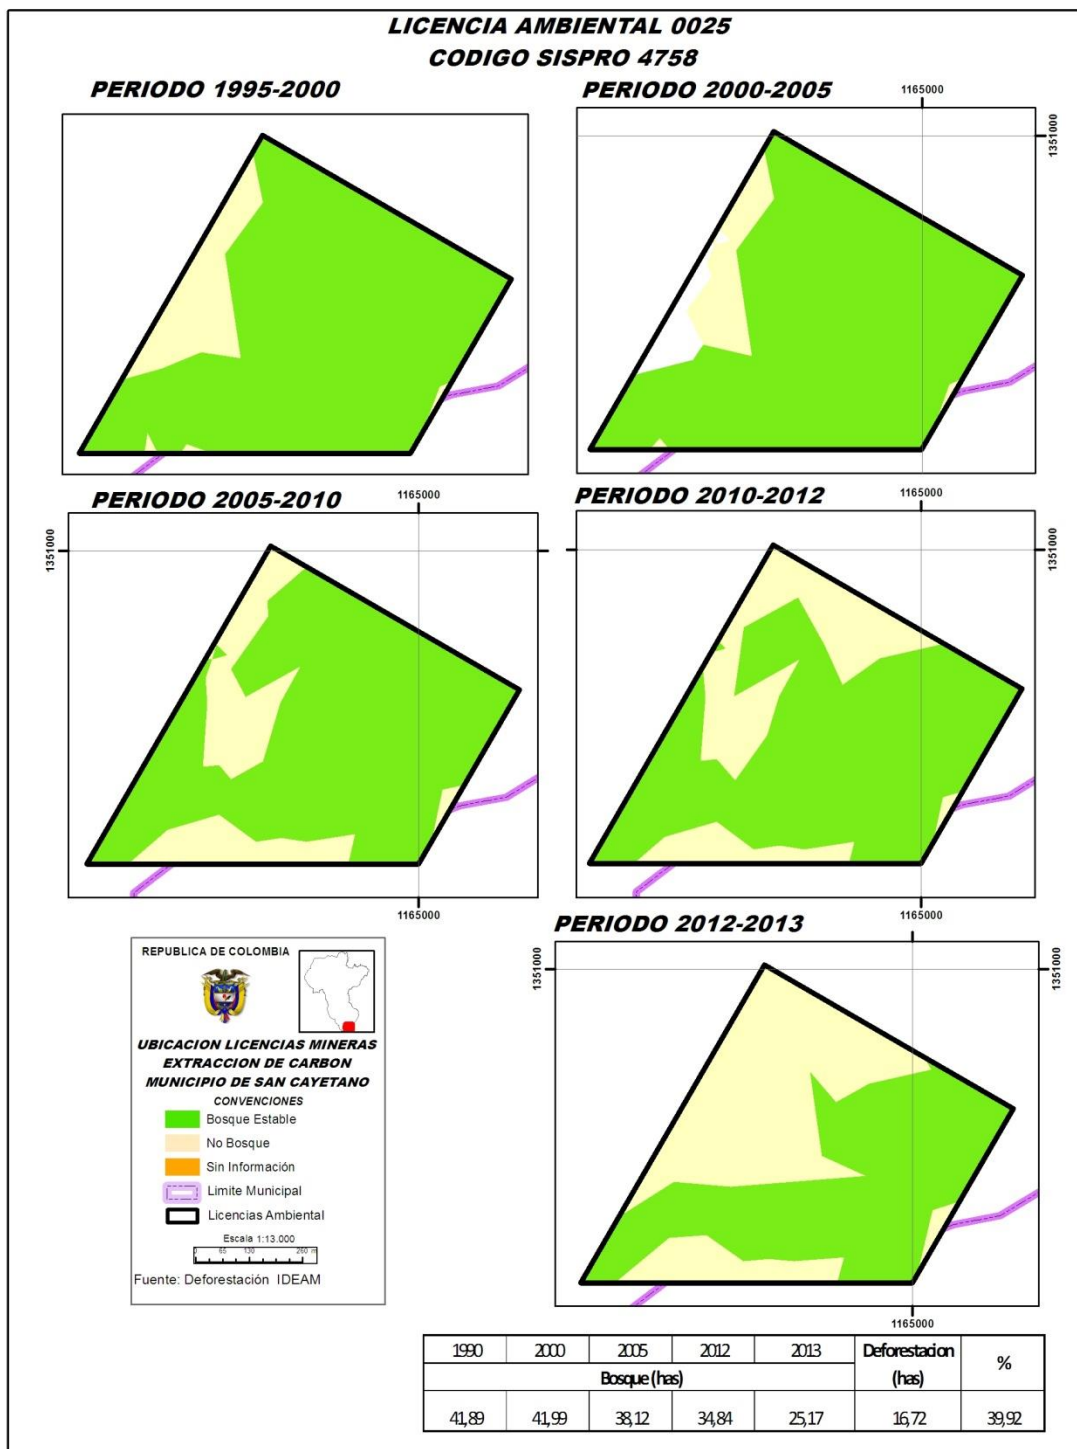 LICENCIA AMBIENTAL 0025
CODIGO SISPRO 4758
PERIODO 1995-2000
PERIODO 2000-2005
1165000
1351000
PERIODO 2005-2010
1165000
1351000
1165000
PERIODO 2010-2012
1165000
1351000
1165000
PERIODO 2012-2013
1351000
1165000
REPUBLICA DE COLOMBIA
UBICACION LICENCIAS MINERAS
EXTRACCION DE CARBON
MUNICIPIO DE SAN CAYETANO
CONVENCIONES
Bosque Estable
No Bosque
Sin Información
Limite Municipal
Licencias Ambiental
Escala 1:13.000
0 65 130 260 m
Fuente: Deforestación IDEAM
1990 2000 2005 2012 2013 Deforestacion (has) %
Bosque (has)
41,89 41,99 38,12 34,84 25,17 16,72 39,92